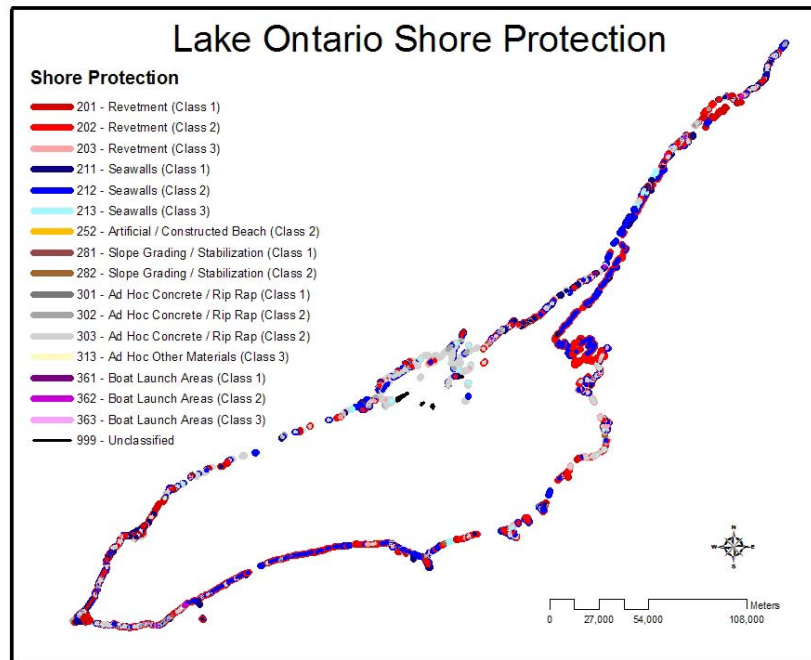 Lake Ontario Shore Protection
Shore Protection
201 - Revetment (Class 1)
202 - Revetment (Class 2)
203 - Revetment (Class 3)
211 - Seawalls (Class 1)
212 - Seawalls (Class 2)
213 - Seawalls (Class 3)
252 - Artificial / Constructed Beach (Class 2)
281 - Slope Grading / Stabilization (Class 1)
282 - Slope Grading / Stabilization (Class 2)
301 - Ad Hoc Concrete / Rip Rap (Class 1)
302 - Ad Hoc Concrete / Rip Rap (Class 2)
303 - Ad Hoc Concrete / Rip Rap (Class 2)
313 - Ad Hoc Other Materials (Class 3)
361 - Boat Launch Areas (Class 1)
362 - Boat Launch Areas (Class 2)
363 - Boat Launch Areas (Class 3)
999 - Unclassified
N
W E
S
Meters
0 27,000 54,000 108,000